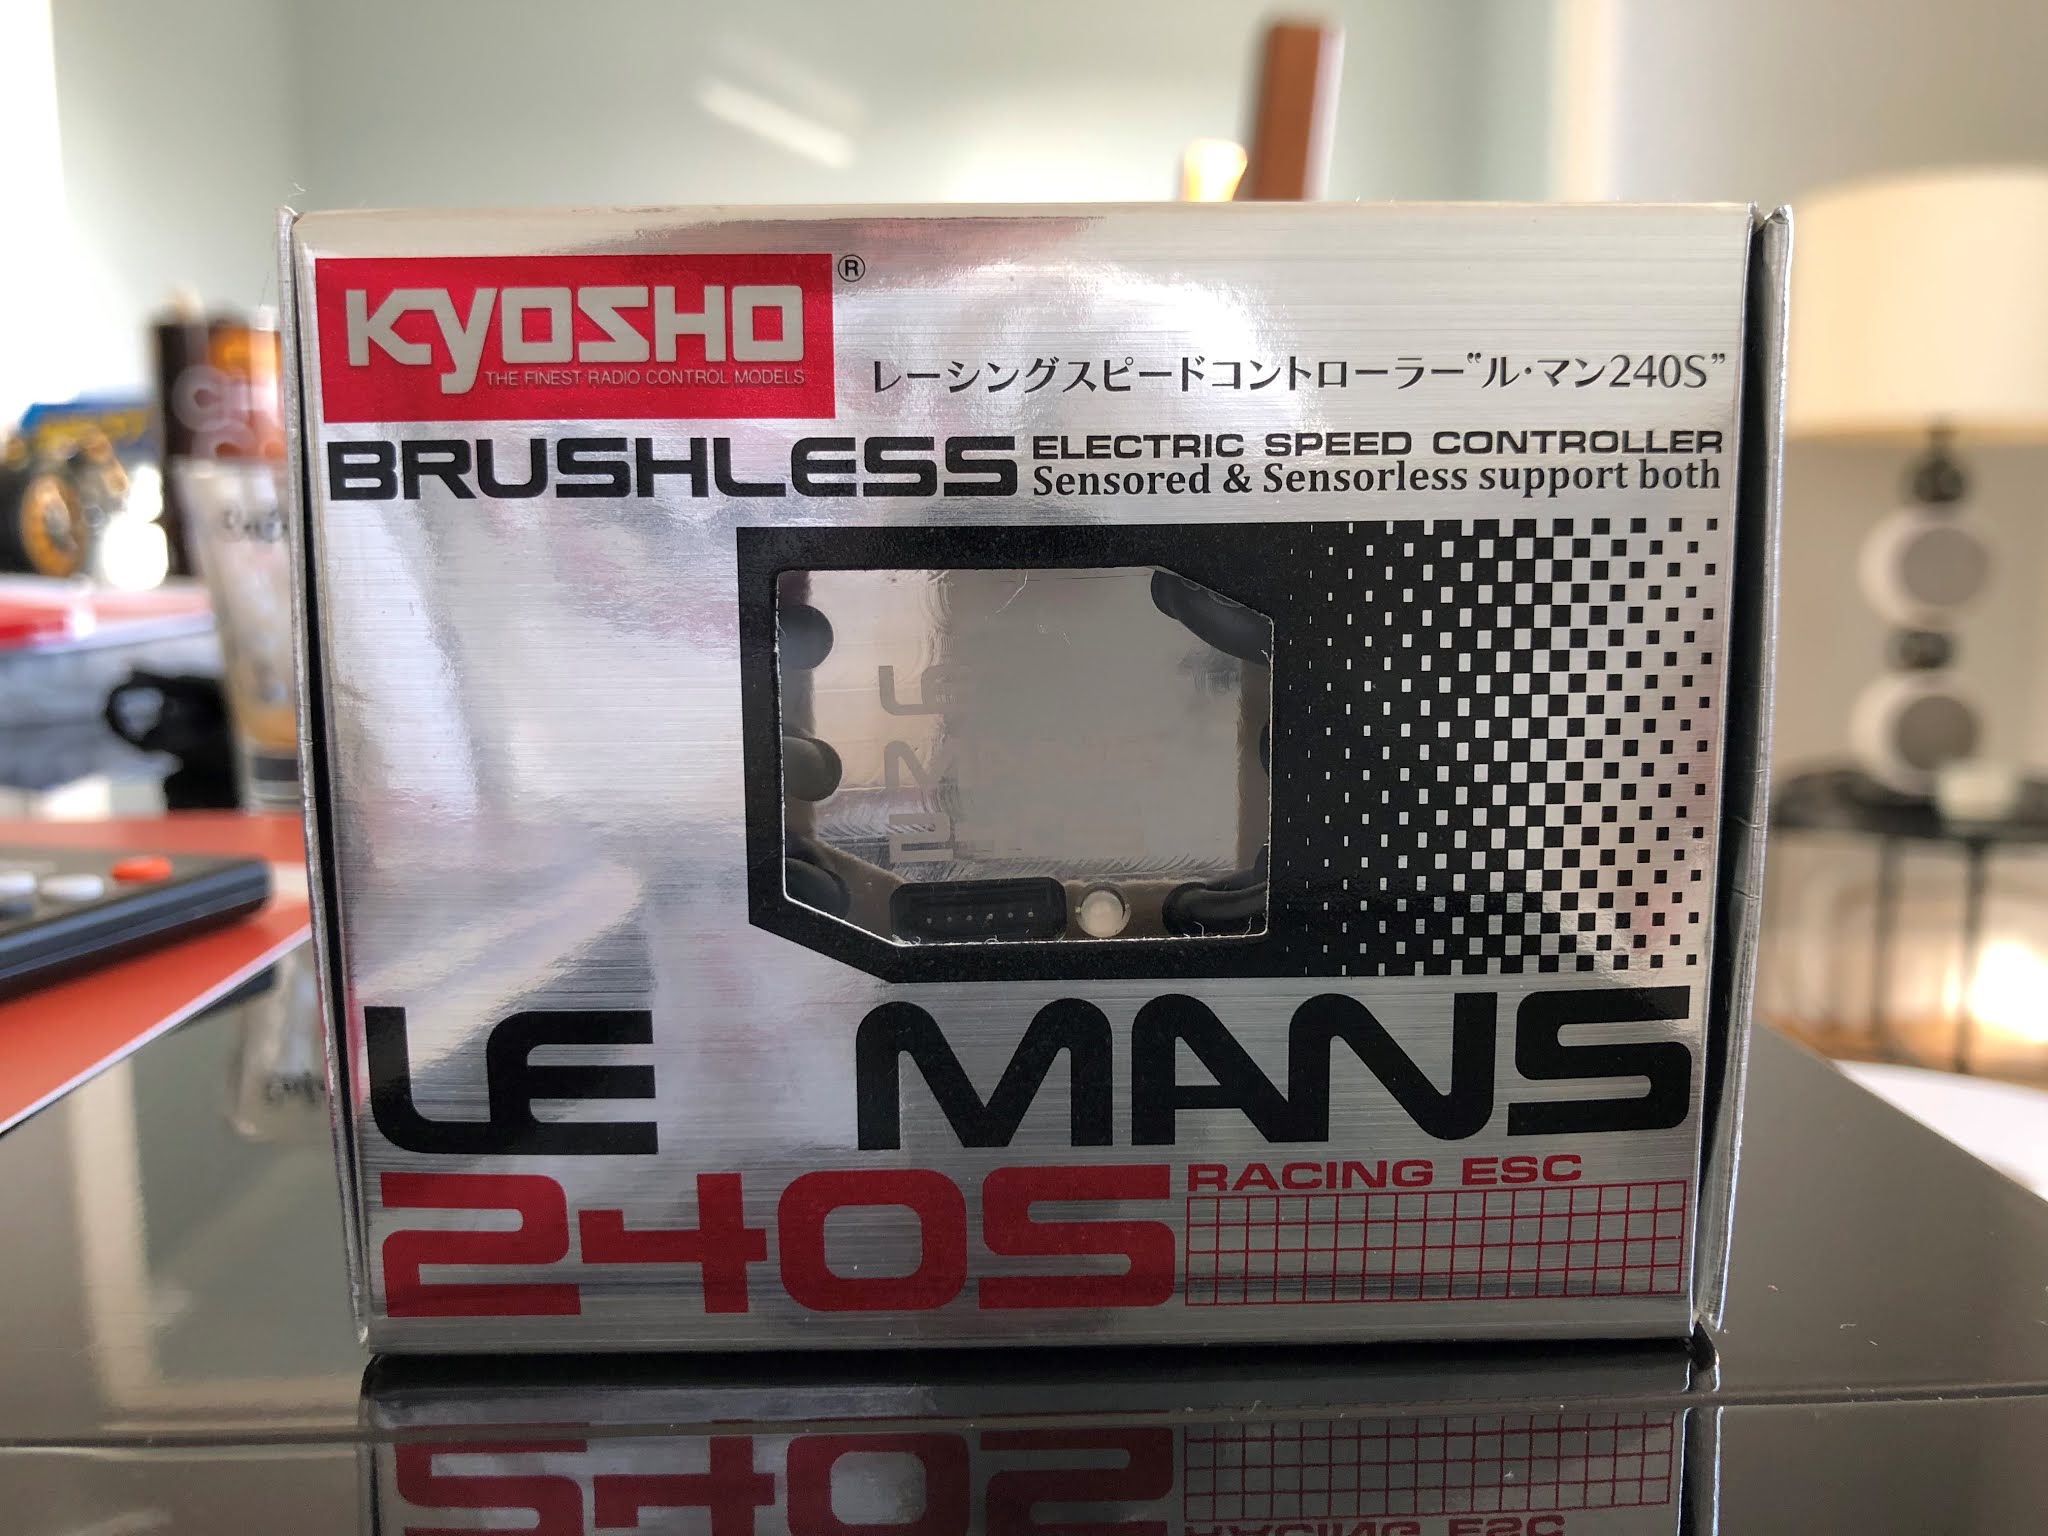 KYOSHO ®
THE FINEST RADIO CONTROL MODELS
レーシングスピードコントローラー“ル・マン240S”
BRUSHLESS ELECTRIC SPEED CONTROLLER
Sensored & Sensorless support both
LE MANS
240S RACING ESC